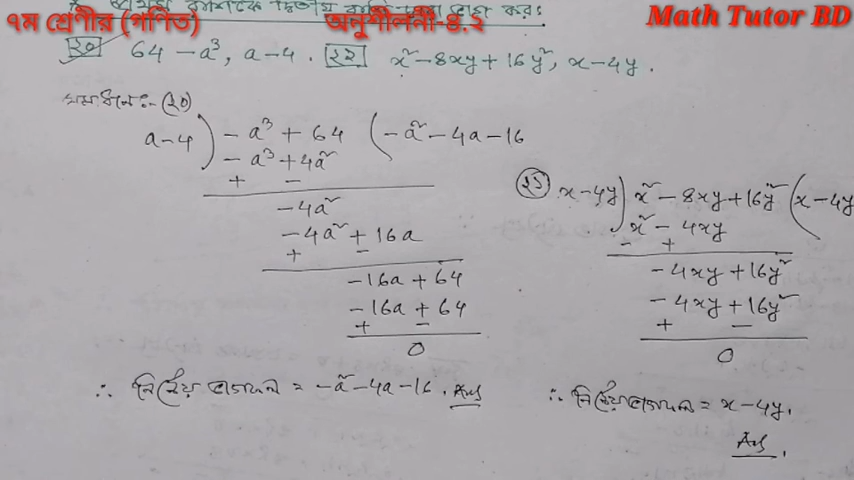 ৭ম শ্রেণীর (গণিত) অনুশীলনী-৪.২ Math Tutor BD
২০ 64 - a³, a - 4. x² - 8xy + 16y², x - 4y.
সমাধান:- (২০)
a-4) - a³ + 64 (-a² - 4a - 16
- a³ + 4a²
+ -
-4a²
- 4a² + 16a
+ -
-16a + 64
- 16a + 64
+ -
0
∴ নির্ণেয় ভাগফল = -a² - 4a - 16. Ans
২১ x - 4y) x² - 8xy + 16y² (x - 4y
x² - 4xy
- +
- 4xy + 16y²
- 4xy + 16y²
+ -
0
∴ নির্ণেয় ভাগফল = x - 4y.
Ans.